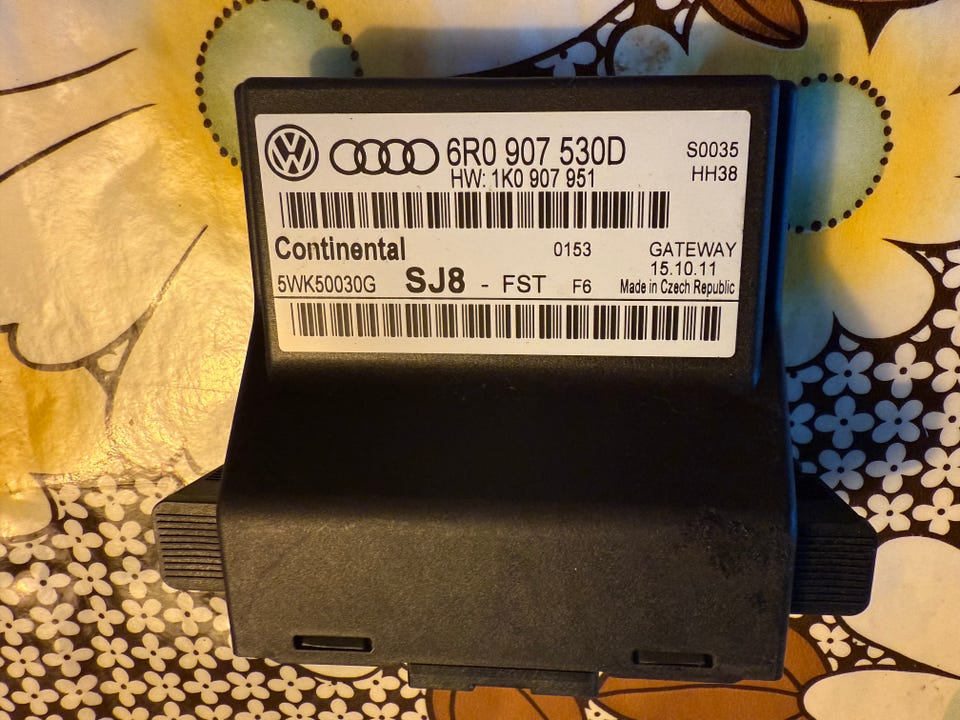 6R0 907 530D S0035
HW: 1K0 907 951 HH38
Continental 0153 GATEWAY
15.10.11
5WK50030G SJ8 - FST F6 Made in Czech Republic